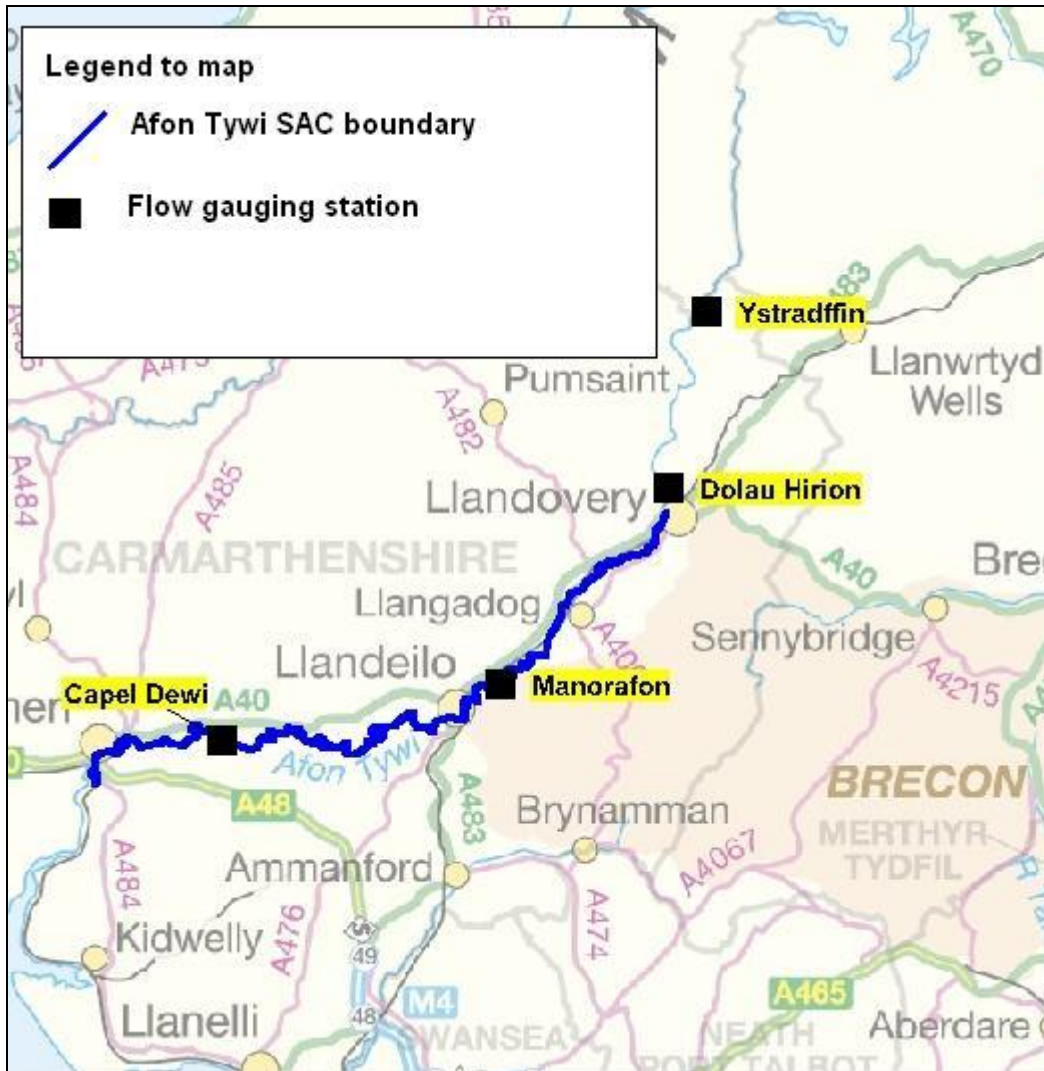 Legend to map
Afon Tywi SAC boundary
Flow gauging station
A470
Ystradffin
Llanwrtyd
Wells
Pumsaint
A482
A485
A484
Llandovery
Dolau Hirion
CARMARTHENSHIRE
A40
Llangadog
Sennybridge
A4215
Llandeilo
Manorafon
Capel Dewi
A40
Afon Tywi
A48
A483
BRECON
Brynamman
MERTHYR
TYDFIL
Ammanford
A4067
A484
A476
A474
Kidwelly
49
M4
48
A465
Llanelli
SWANSEA
NEATH
PORT TALBOT
Aberdare